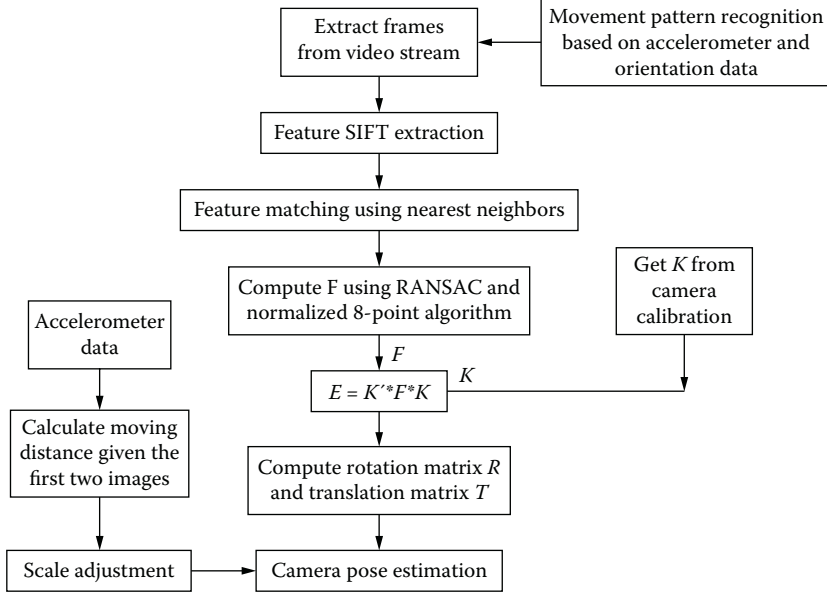 Extract frames
from video stream
Movement pattern recognition
based on accelerometer and
orientation data
Feature SIFT extraction
Feature matching using nearest neighbors
Compute F using RANSAC and
normalized 8-point algorithm
Get K from
camera
calibration
Accelerometer
data
F
K
E = K´*F*K
Calculate moving
distance given the
first two images
Compute rotation matrix R
and translation matrix T
Scale adjustment
Camera pose estimation